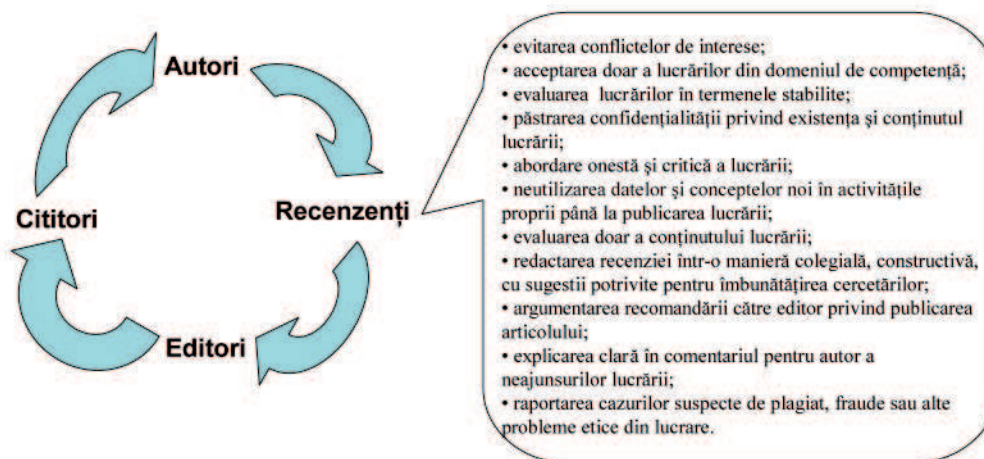 Autori
Recenzenți
Cititori
Editori
• evitarea conflictelor de interese;
• acceptarea doar a lucrărilor din domeniul de competență;
• evaluarea lucrărilor în termenele stabilite;
• păstrarea confidențialității privind existența și conținutul
lucrării;
• abordare onestă și critică a lucrării;
• neutilizarea datelor și conceptelor noi în activitățile
proprii până la publicarea lucrării;
• evaluarea doar a conținutului lucrării;
• redactarea recenziei într-o manieră colegială, constructivă,
cu sugestii potrivite pentru îmbunătățirea cercetărilor;
• argumentarea recomandării către editor privind publicarea
articolului;
• explicarea clară în comentariul pentru autor a
neajunsurilor lucrării;
• raportarea cazurilor suspecte de plagiat, fraude sau alte
probleme etice din lucrare.